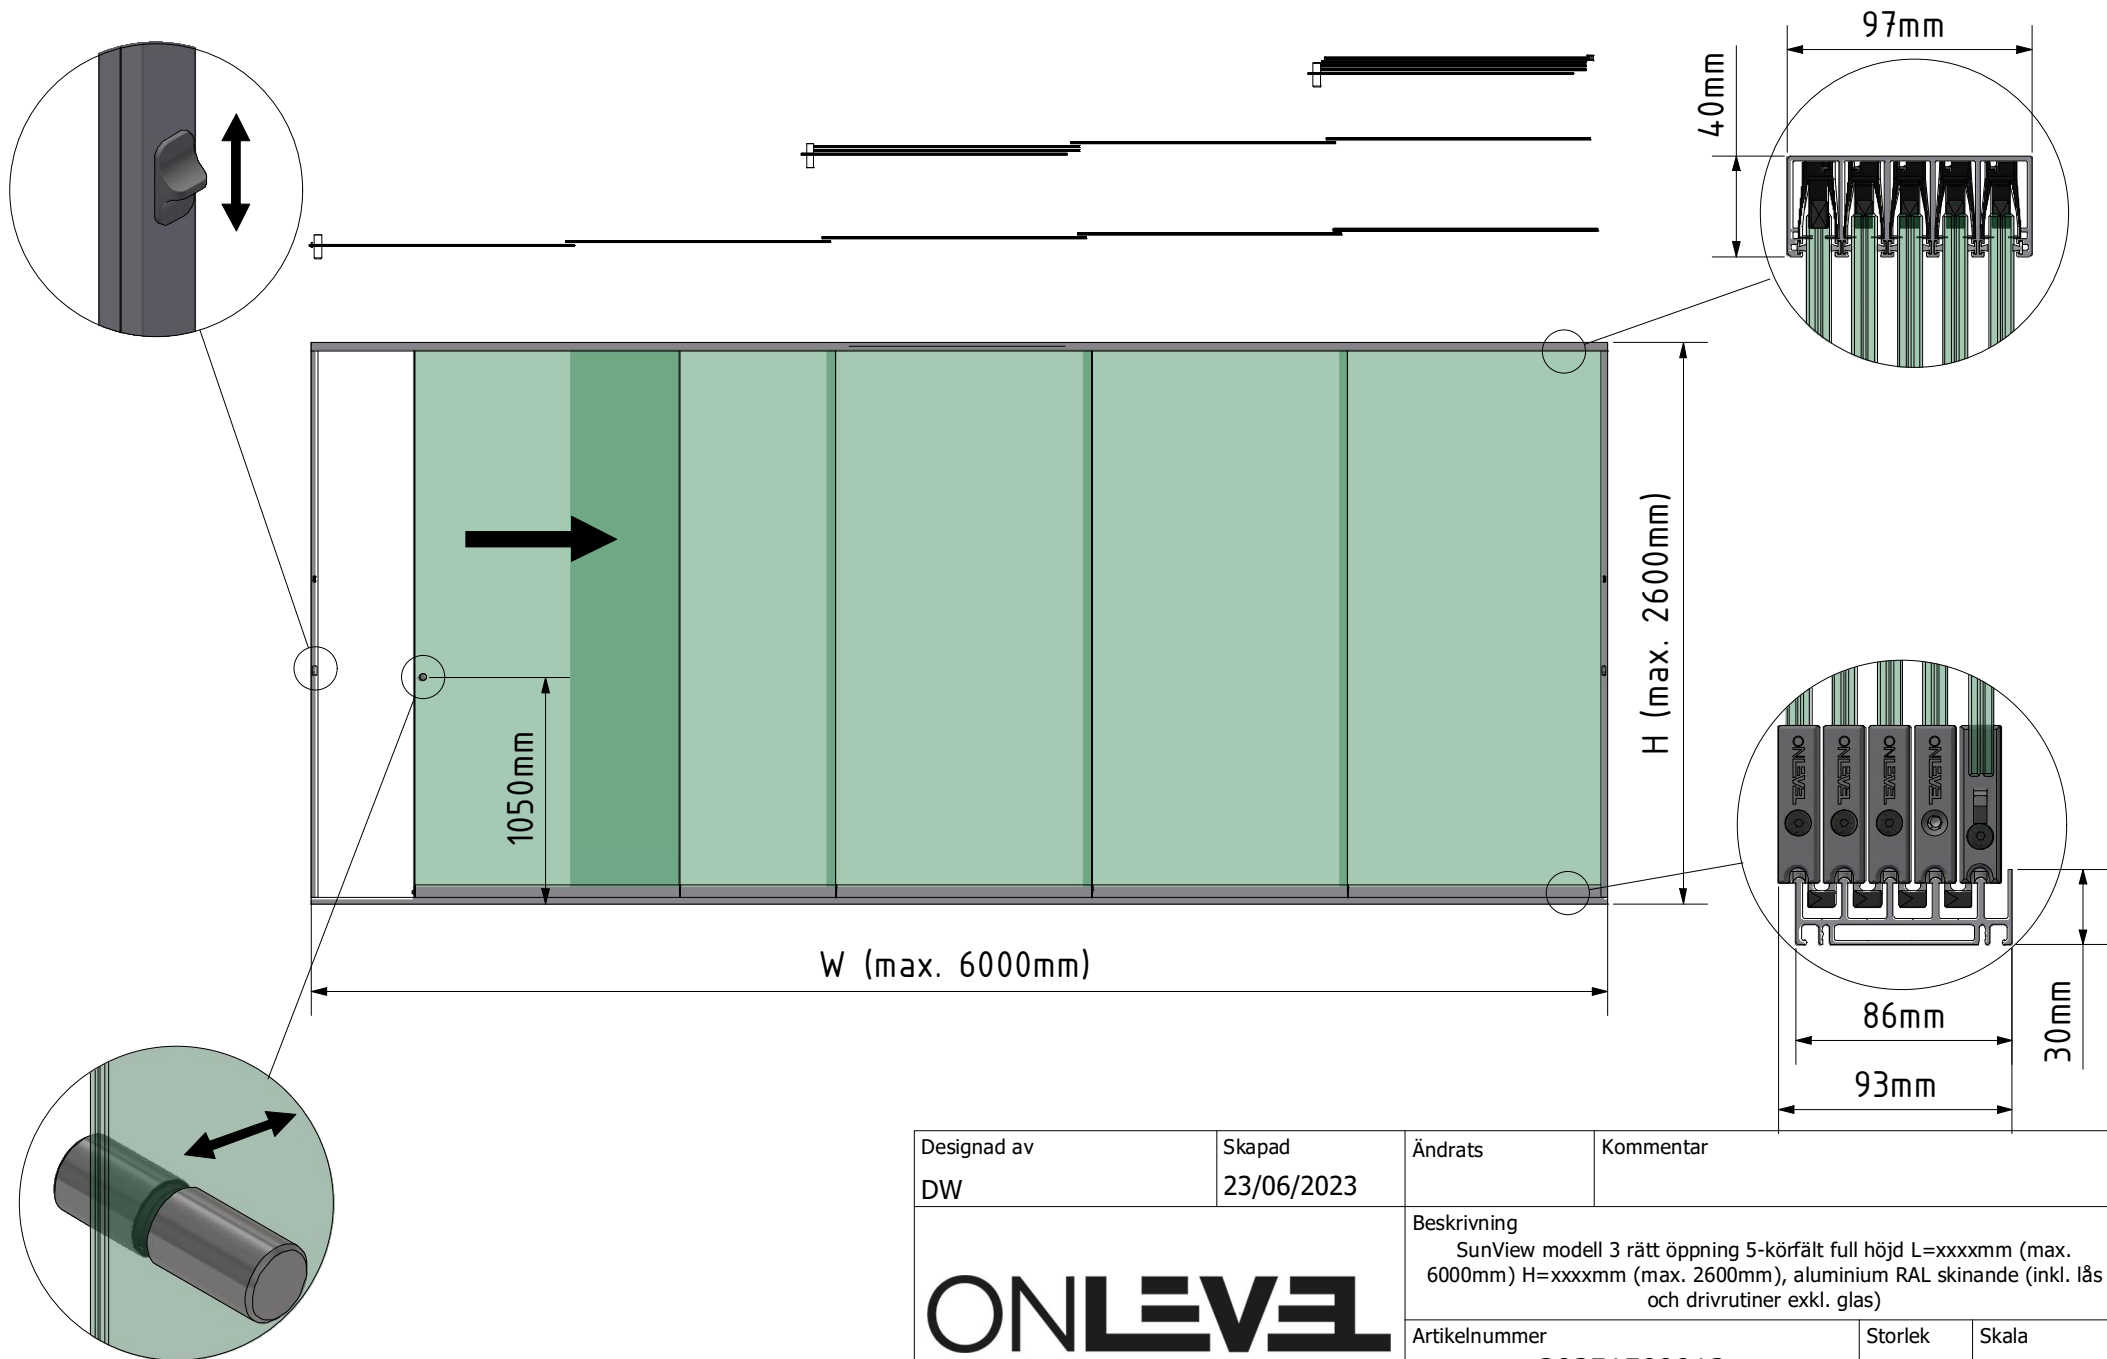 97mm
40mm
H (max. 2600mm)
1050mm
W (max. 6000mm)
ONLEVEL
ONLEVEL
ONLEVEL
ONLEVEL
86mm
30mm
93mm
Designad av
DW
Skapad
23/06/2023
Ändrats
Kommentar
Beskrivning
SunView modell 3 rätt öppning 5-körfält full höjd L=xxxxmm (max.
6000mm) H=xxxxmm (max. 2600mm), aluminium RAL skinande (inkl. lås
och drivrutiner exkl. glas)
ONLEVEL
Artikelnummer
Storlek
Skala